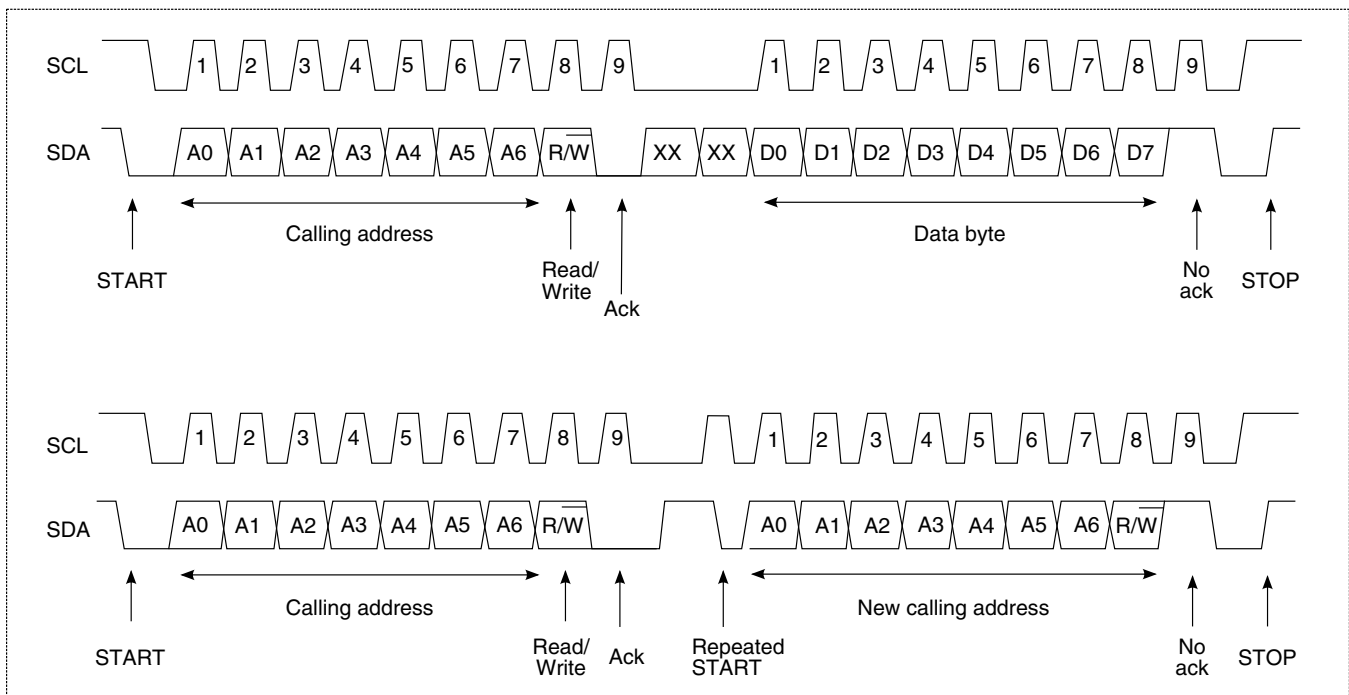 SCL 1 2 3 4 5 6 7 8 9 1 2 3 4 5 6 7 8 9
SDA A0 A1 A2 A3 A4 A5 A6 R/W XX XX D0 D1 D2 D3 D4 D5 D6 D7
Calling address Data byte
START Read/ No STOP
Write Ack ack
SCL 1 2 3 4 5 6 7 8 9 1 2 3 4 5 6 7 8 9
SDA A0 A1 A2 A3 A4 A5 A6 R/W A0 A1 A2 A3 A4 A5 A6 R/W
Calling address New calling address
START Read/ Ack Repeated No STOP
Write START ack